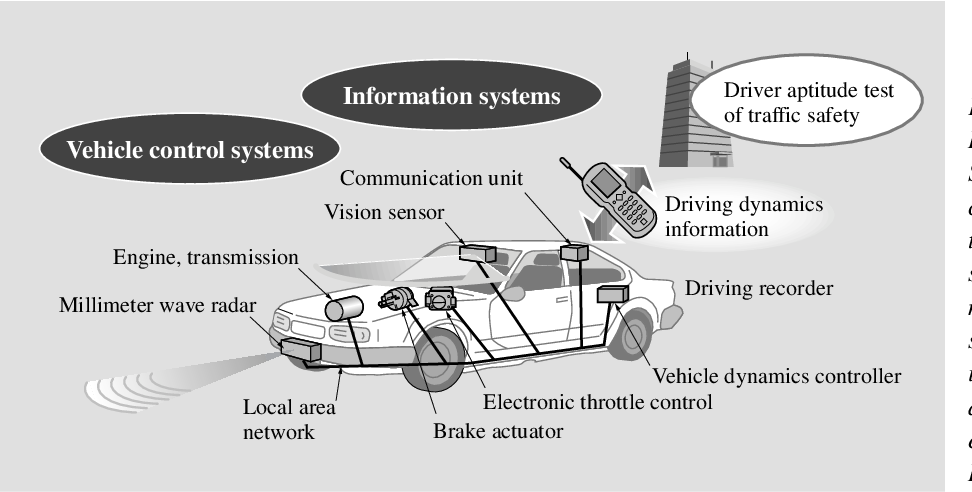 Information systems
Driver aptitude test
of traffic safety
Vehicle control systems
Communication unit
Vision sensor
Driving dynamics
information
Engine, transmission
Millimeter wave radar
Driving recorder
Vehicle dynamics controller
Local area
network
Electronic throttle control
Brake actuator